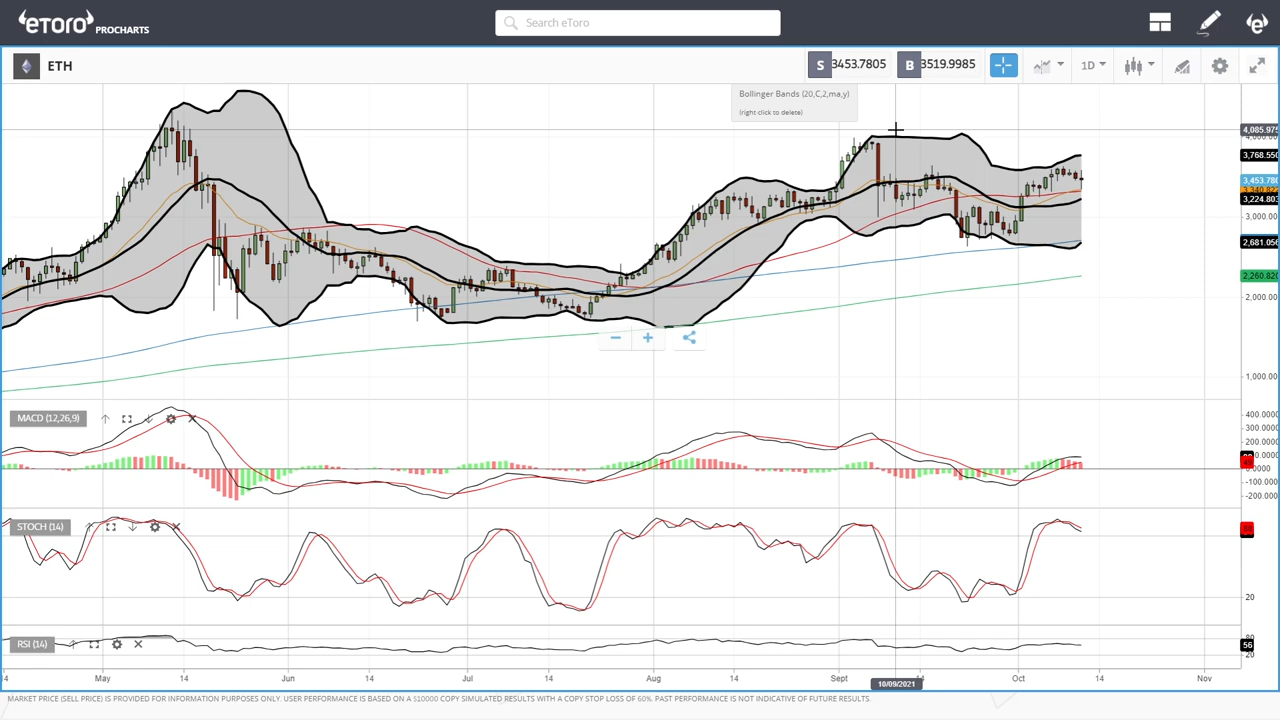 eToro PROCHARTS
Search eToro
ETH
S 3453.7805 B 3519.9985 1D
Bollinger Bands (20,C,2,ma,y)
(right click to delete)
4,085.975
3,768.550
3,453.780
3,224.803
3,000.00
2,681.056
2,260.820
2,000.00
1,000.00
MACD (12,26,9)
400.0000
300.0000
200.0000
0.0000
-100.0000
-200.0000
STOCH (14)
20
RSI (14)
80
56
20
14 May 14 Jun 14 Jul 14 Aug 14 Sept 14 Oct 14 Nov
10/09/2021
MARKET PRICE (SELL PRICE) IS PROVIDED FOR INFORMATION PURPOSES ONLY. USER PERFORMANCE IS BASED ON A $10000 COPY SIMULATED RESULTS WITH A COPY STOP LOSS OF 60%. PAST PERFORMANCE IS NOT INDICATIVE OF FUTURE RESULTS.